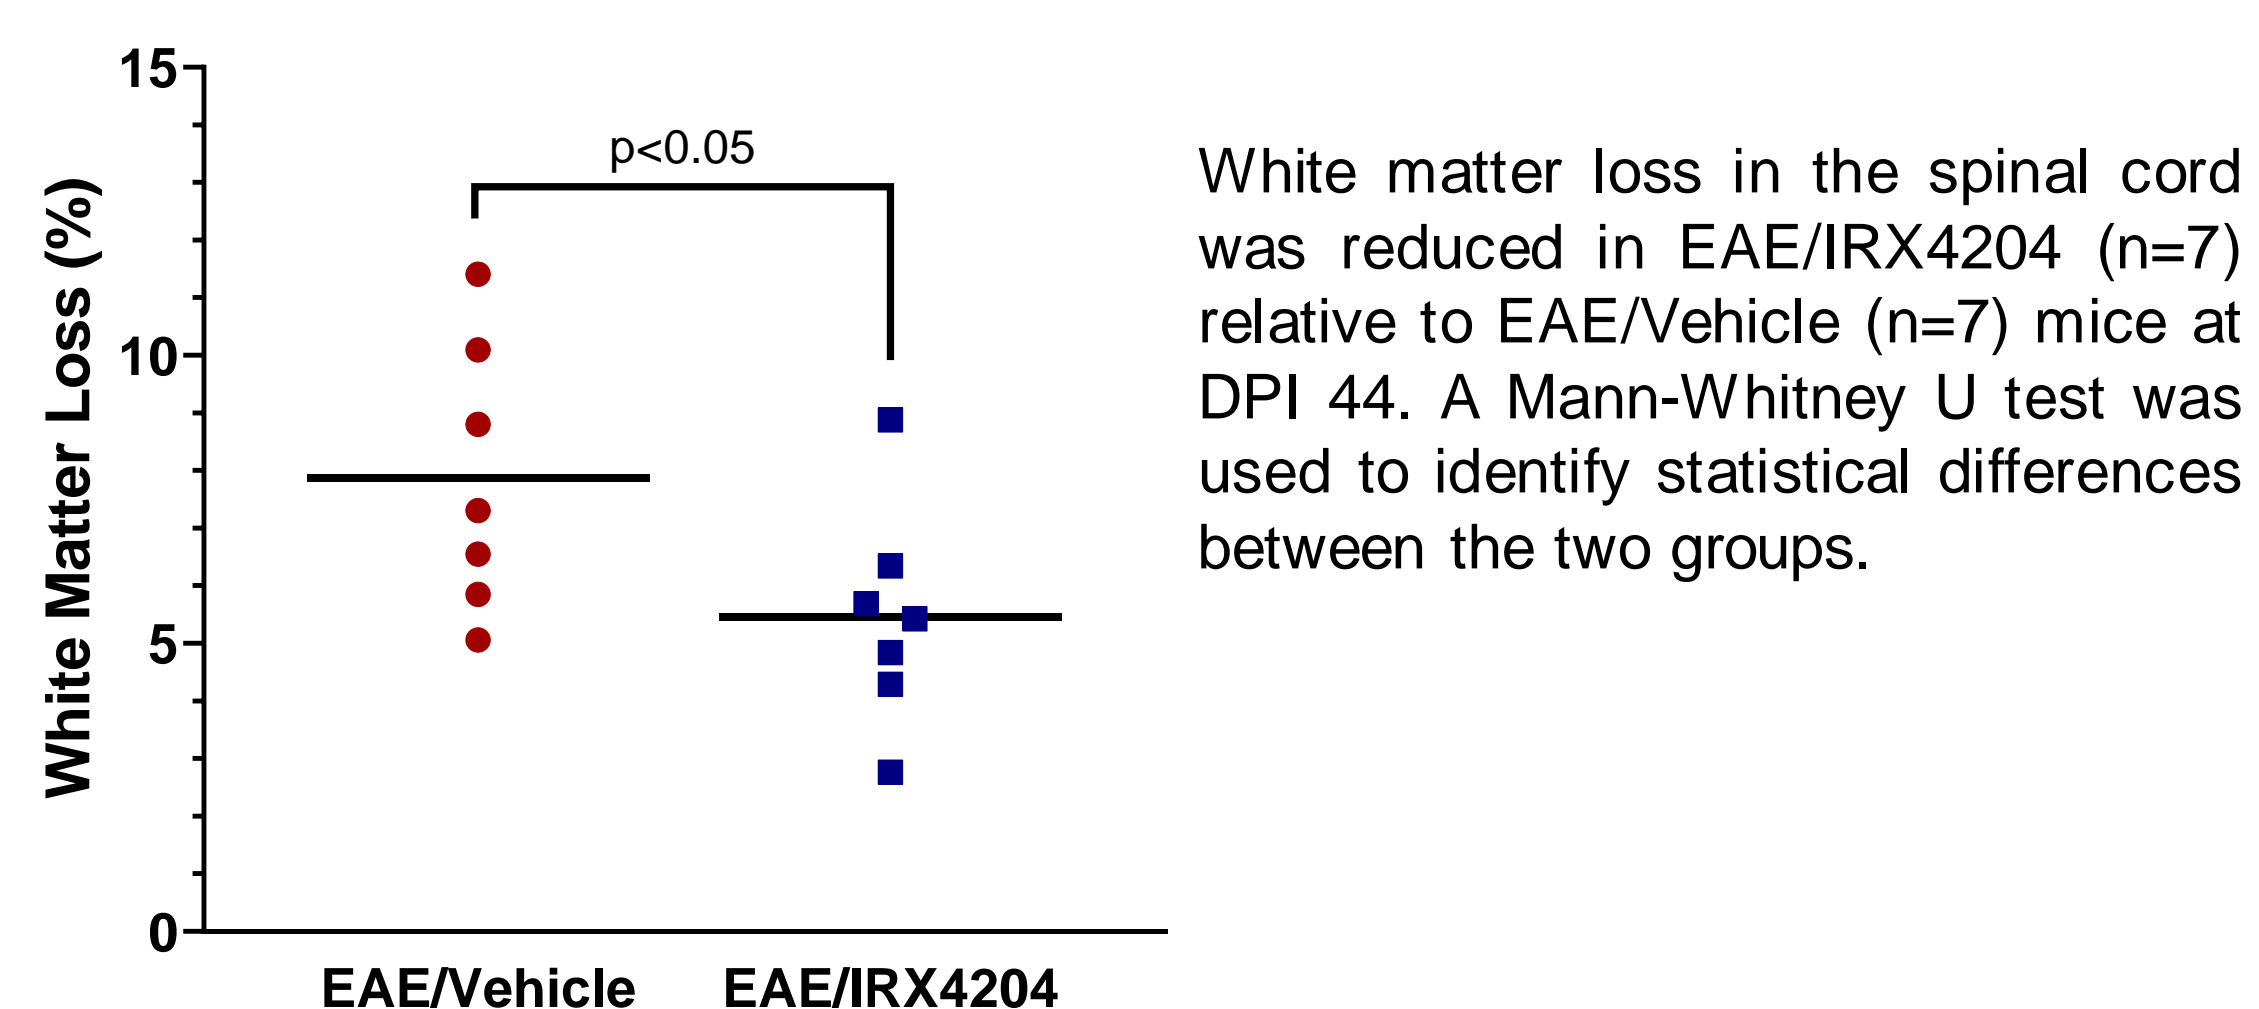 15
p<0.05
10
White Matter Loss (%)
5
0
EAE/Vehicle
EAE/IRX4204
White matter loss in the spinal cord
was reduced in EAE/IRX4204 (n=7)
relative to EAE/Vehicle (n=7) mice at
DPI 44. A Mann-Whitney U test was
used to identify statistical differences
between the two groups.